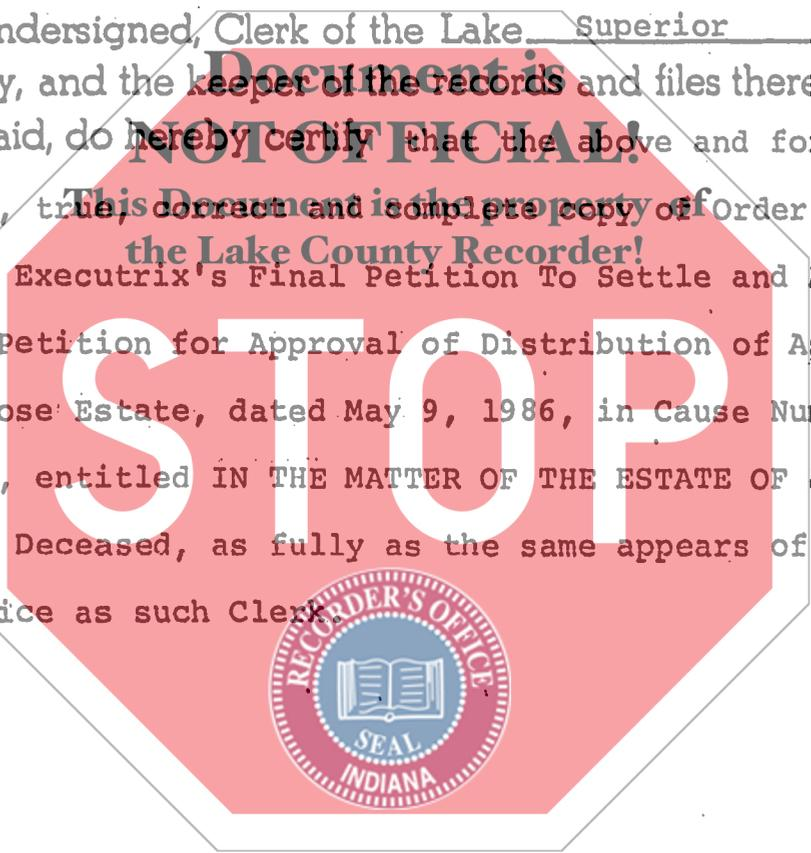 ndersigned, Clerk of the Lake Superior
Document is
y, and the keeper of the records and files there
NOT OFFICIAL!
aid, do hereby certify that the above and fo
This Document is the property of
, true, correct and complete copy of Order
the Lake County Recorder!
Executrix's Final Petition To Settle and
Petition for Approval of Distribution of A
STOP
ose Estate, dated May 9, 1986, in Cause Nu
, entitled IN THE MATTER OF THE ESTATE OF
Deceased, as fully as the same appears of
ice as such Clerk.
RECORDER'S OFFICE
SEAL
INDIANA